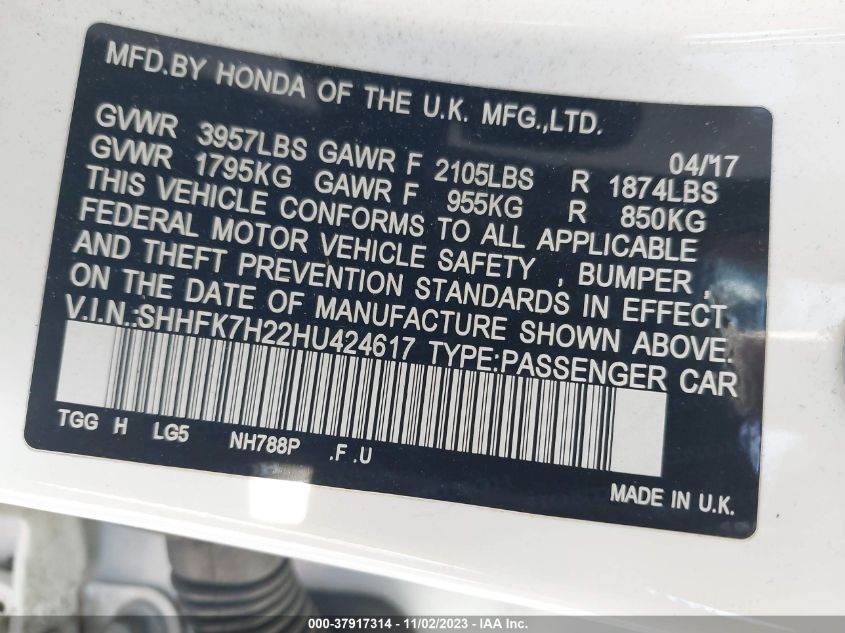 MFD.BY HONDA OF THE U.K. MFG.,LTD.
04/'17
GVWR 3957LBS GAWR F 2105LBS R 1874LBS
GVWR 1795KG GAWR F 955KG R 850KG
THIS VEHICLE CONFORMS TO ALL APPLICABLE
FEDERAL MOTOR VEHICLE SAFETY , BUMPER ,
AND THEFT PREVENTION STANDARDS IN EFFECT
ON THE DATE OF MANUFACTURE SHOWN ABOVE.
V.I.N.:SHHFK7H22HU424617 TYPE:PASSENGER CAR
TGG H LG5 NH788P .F .U
MADE IN U.K.
000-37917314 - 11/02/2023 - IAA Inc.